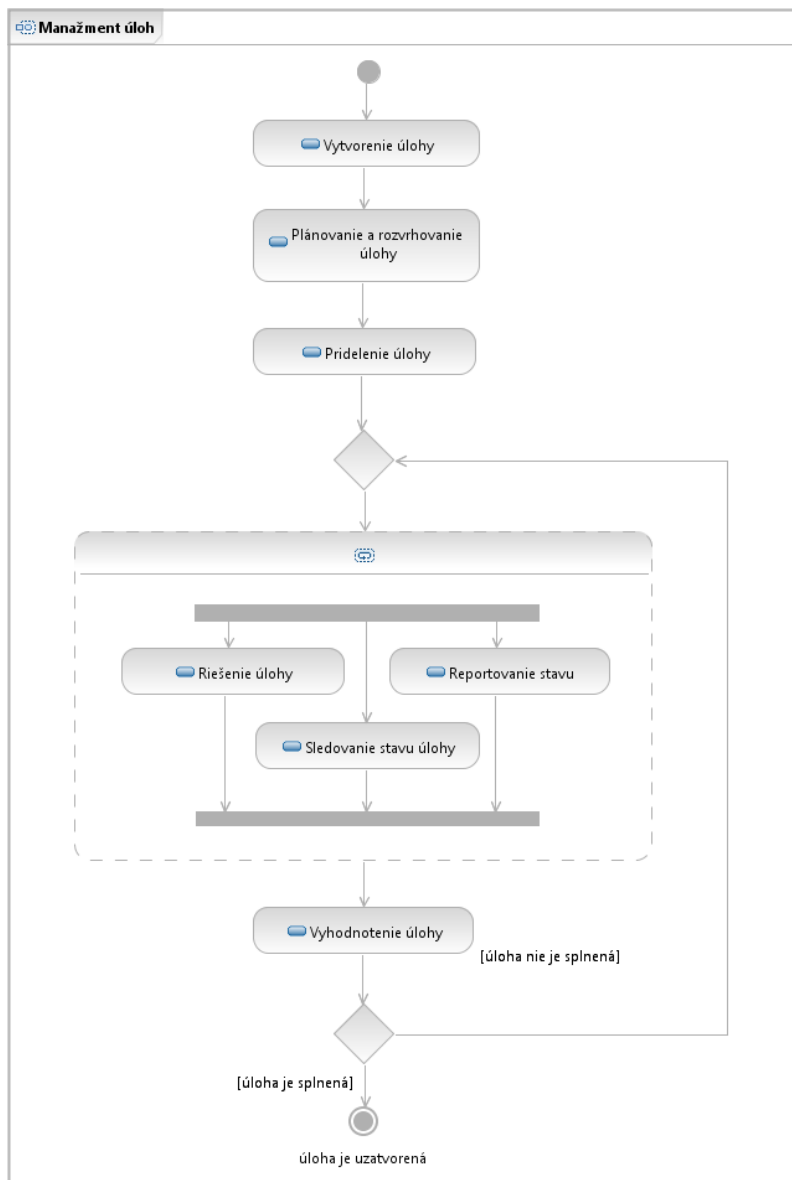 Manažment úloh
Vytvorenie úlohy
Plánovanie a rozvrhovanie
úlohy
Pridelenie úlohy
Riešenie úlohy
Reportovanie stavu
Sledovanie stavu úlohy
Vyhodnotenie úlohy
[úloha nie je splnená]
[úloha je splnená]
úloha je uzatvorená